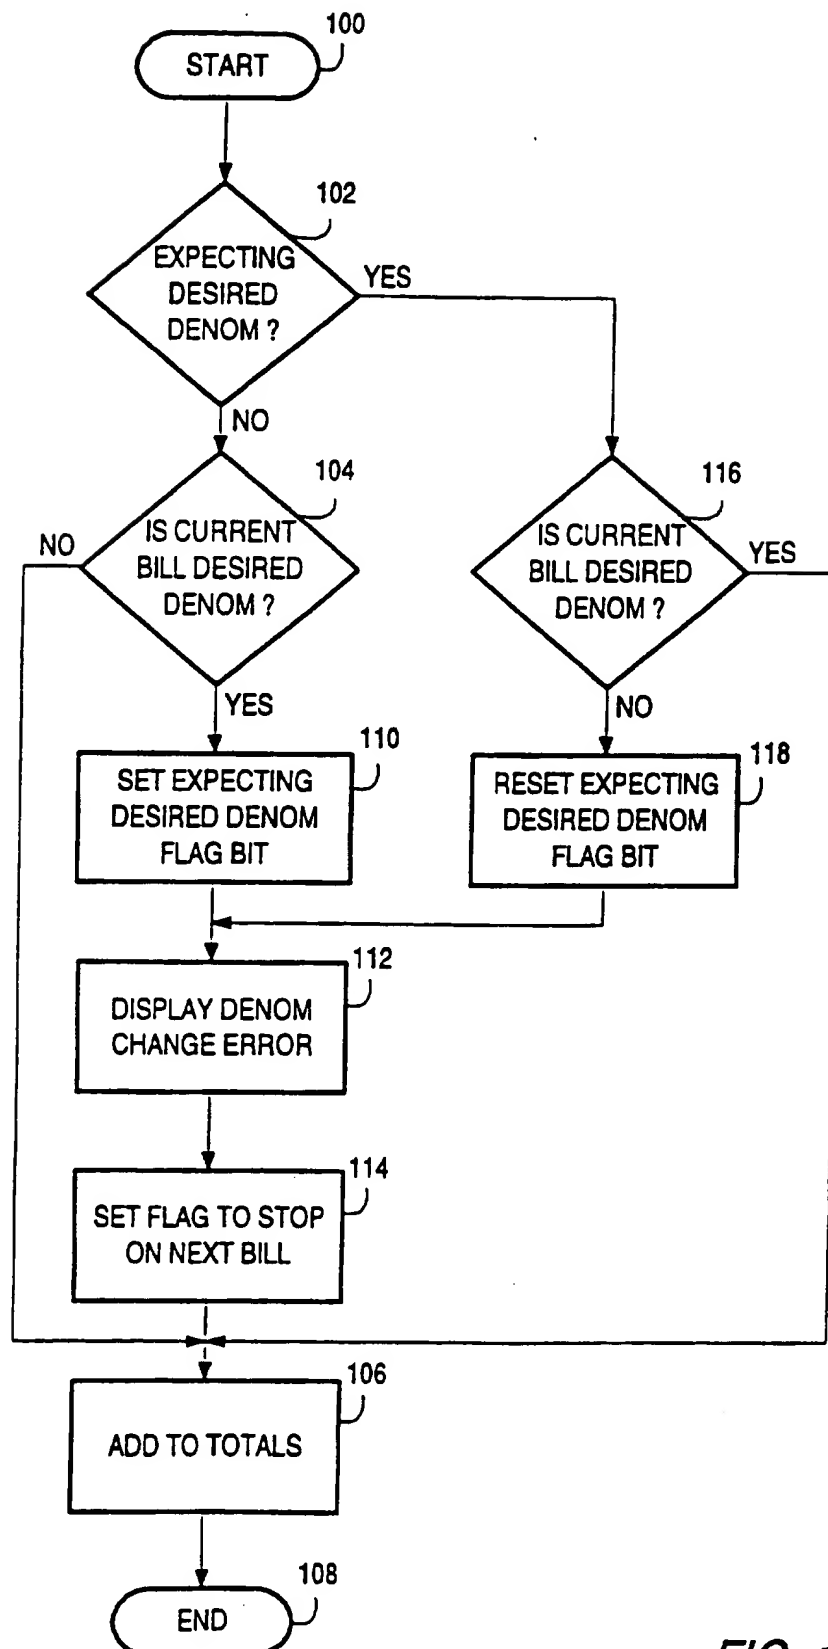 100
START
102
EXPECTING
DESIRED
DENOM ?
YES
NO
104
IS CURRENT
BILL DESIRED
DENOM ?
NO
YES
116
IS CURRENT
BILL DESIRED
DENOM ?
YES
NO
110
SET EXPECTING
DESIRED DENOM
FLAG BIT
118
RESET EXPECTING
DESIRED DENOM
FLAG BIT
112
DISPLAY DENOM
CHANGE ERROR
114
SET FLAG TO STOP
ON NEXT BILL
106
ADD TO TOTALS
108
END
FIG.